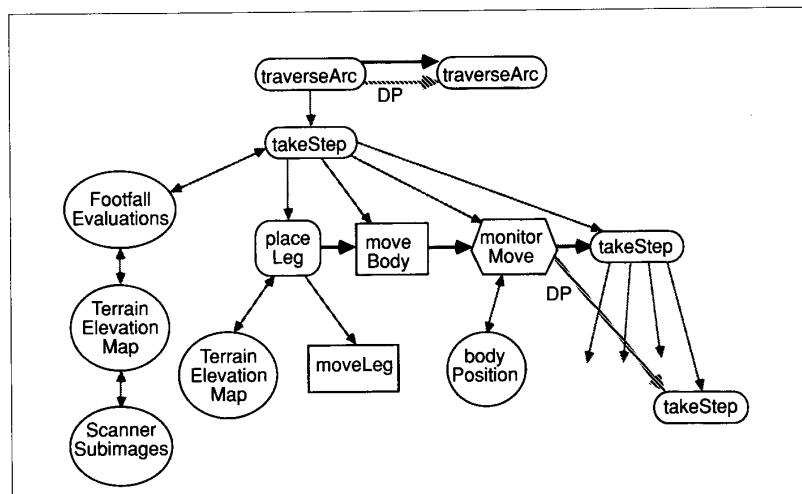 traverseArc
traverseArc
DP
takeStep
Footfall
Evaluations
place
Leg
move
Body
monitor
Move
takeStep
DP
Terrain
Elevation
Map
Terrain
Elevation
Map
moveLeg
body
Position
takeStep
Scanner
Subimages